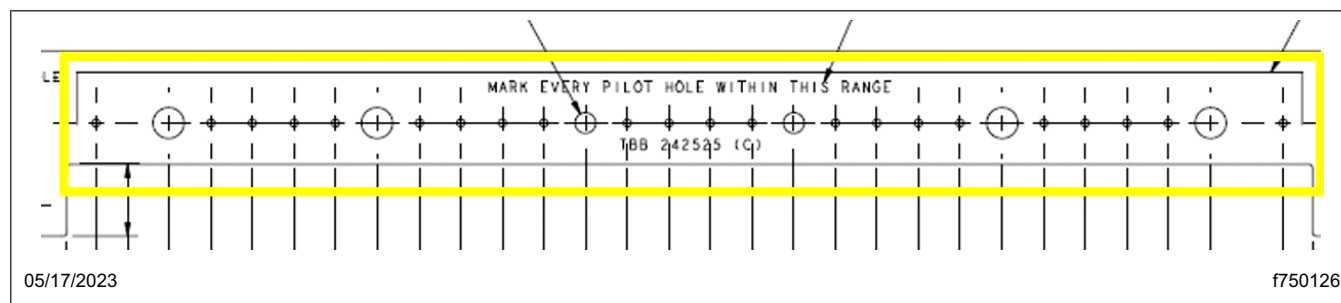 LE
MARK EVERY PILOT HOLE WITHIN THIS RANGE
TBB 242525 (C)
05/17/2023
f750126